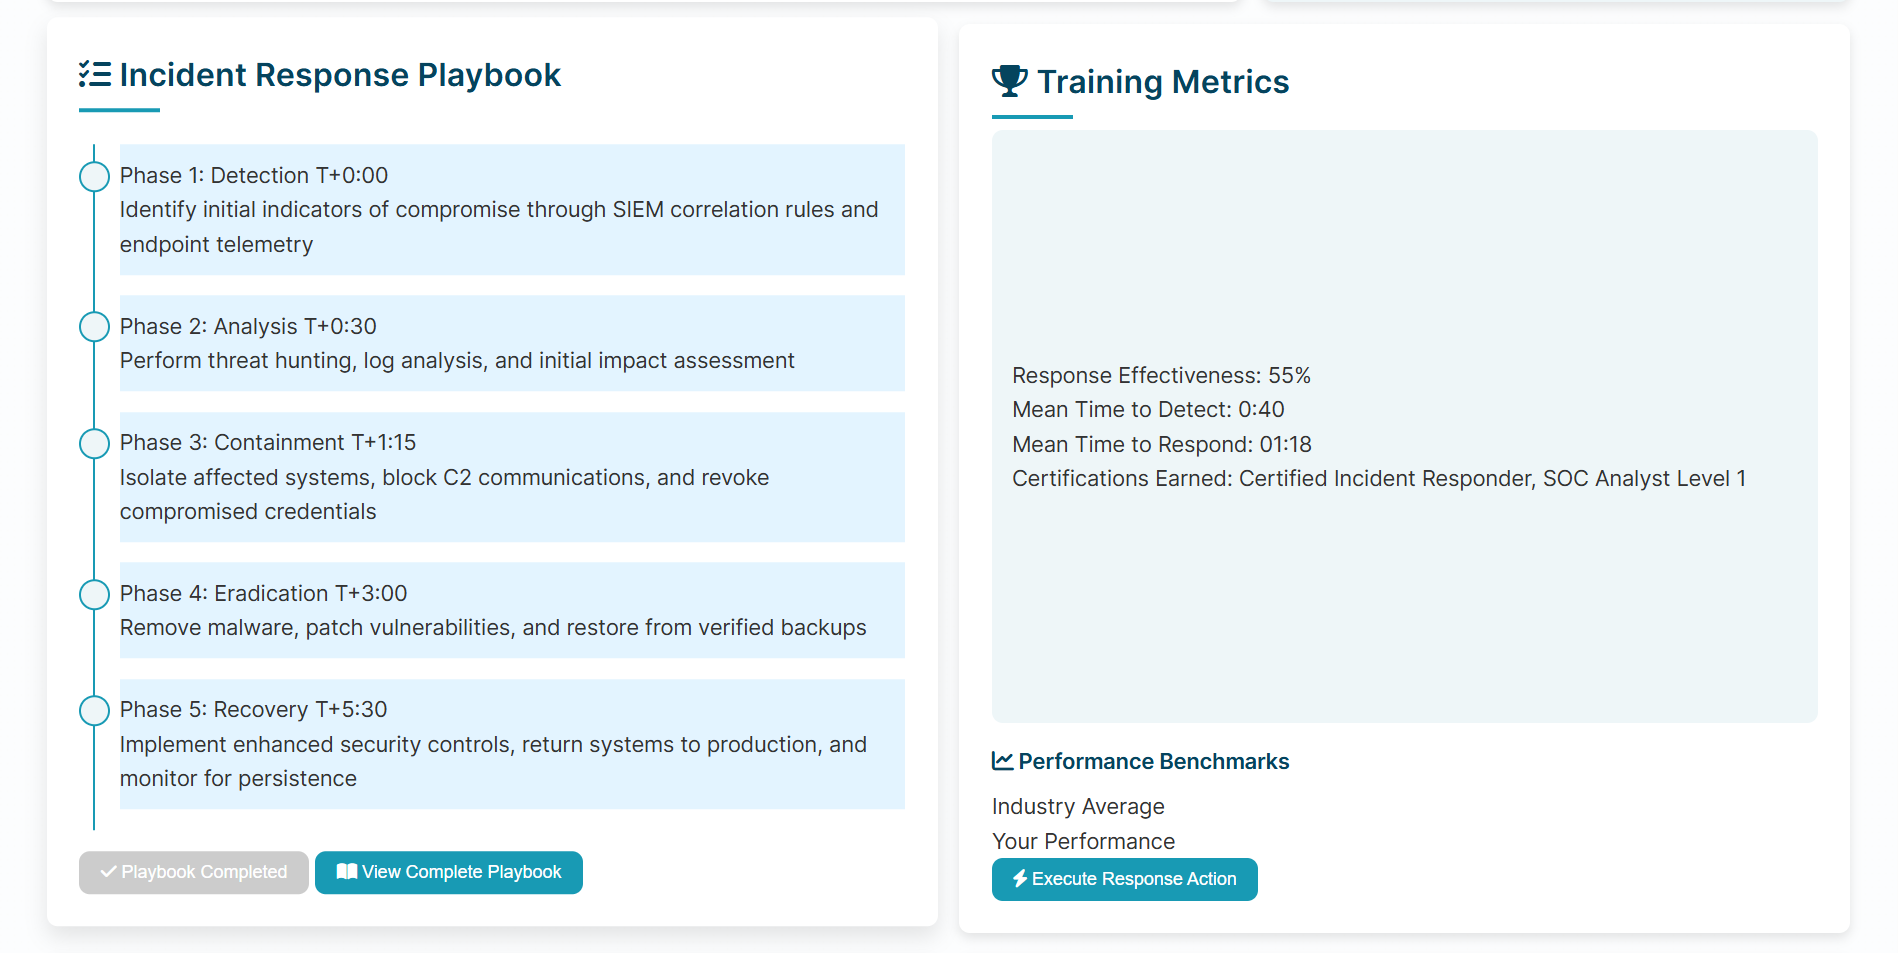 Incident Response Playbook
Phase 1: Detection T+0:00
Identify initial indicators of compromise through SIEM correlation rules and
endpoint telemetry
Phase 2: Analysis T+0:30
Perform threat hunting, log analysis, and initial impact assessment
Phase 3: Containment T+1:15
Isolate affected systems, block C2 communications, and revoke
compromised credentials
Phase 4: Eradication T+3:00
Remove malware, patch vulnerabilities, and restore from verified backups
Phase 5: Recovery T+5:30
Implement enhanced security controls, return systems to production, and
monitor for persistence
Playbook Completed
View Complete Playbook
Training Metrics
Response Effectiveness: 55%
Mean Time to Detect: 0:40
Mean Time to Respond: 01:18
Certifications Earned: Certified Incident Responder, SOC Analyst Level 1
Performance Benchmarks
Industry Average
Your Performance
Execute Response Action